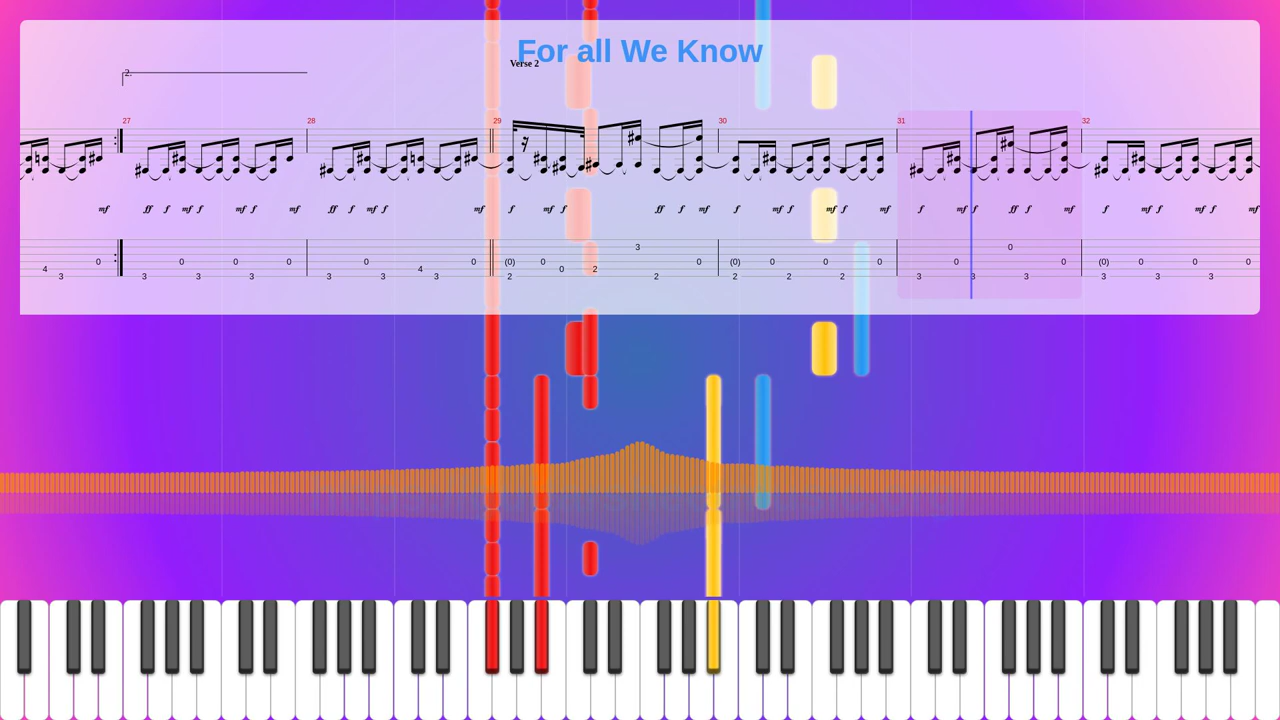 For all We Know
Verse 2
2.
27 28 29 30 31 32
mf ff f mf f mf f mf ff f mf f mf f mf f ff f mf f mf f mf f mf f mf f ff f mf f mf f mf f mf
3
0
0 0 0 0 0 0 0 (0) 0 0 (0) 0 0 0 0 0 (0) 0 0 0
4 4 0 2
3 3 3 3 3 3 3 2 2 2 2 2 3 3 3 3 3 3